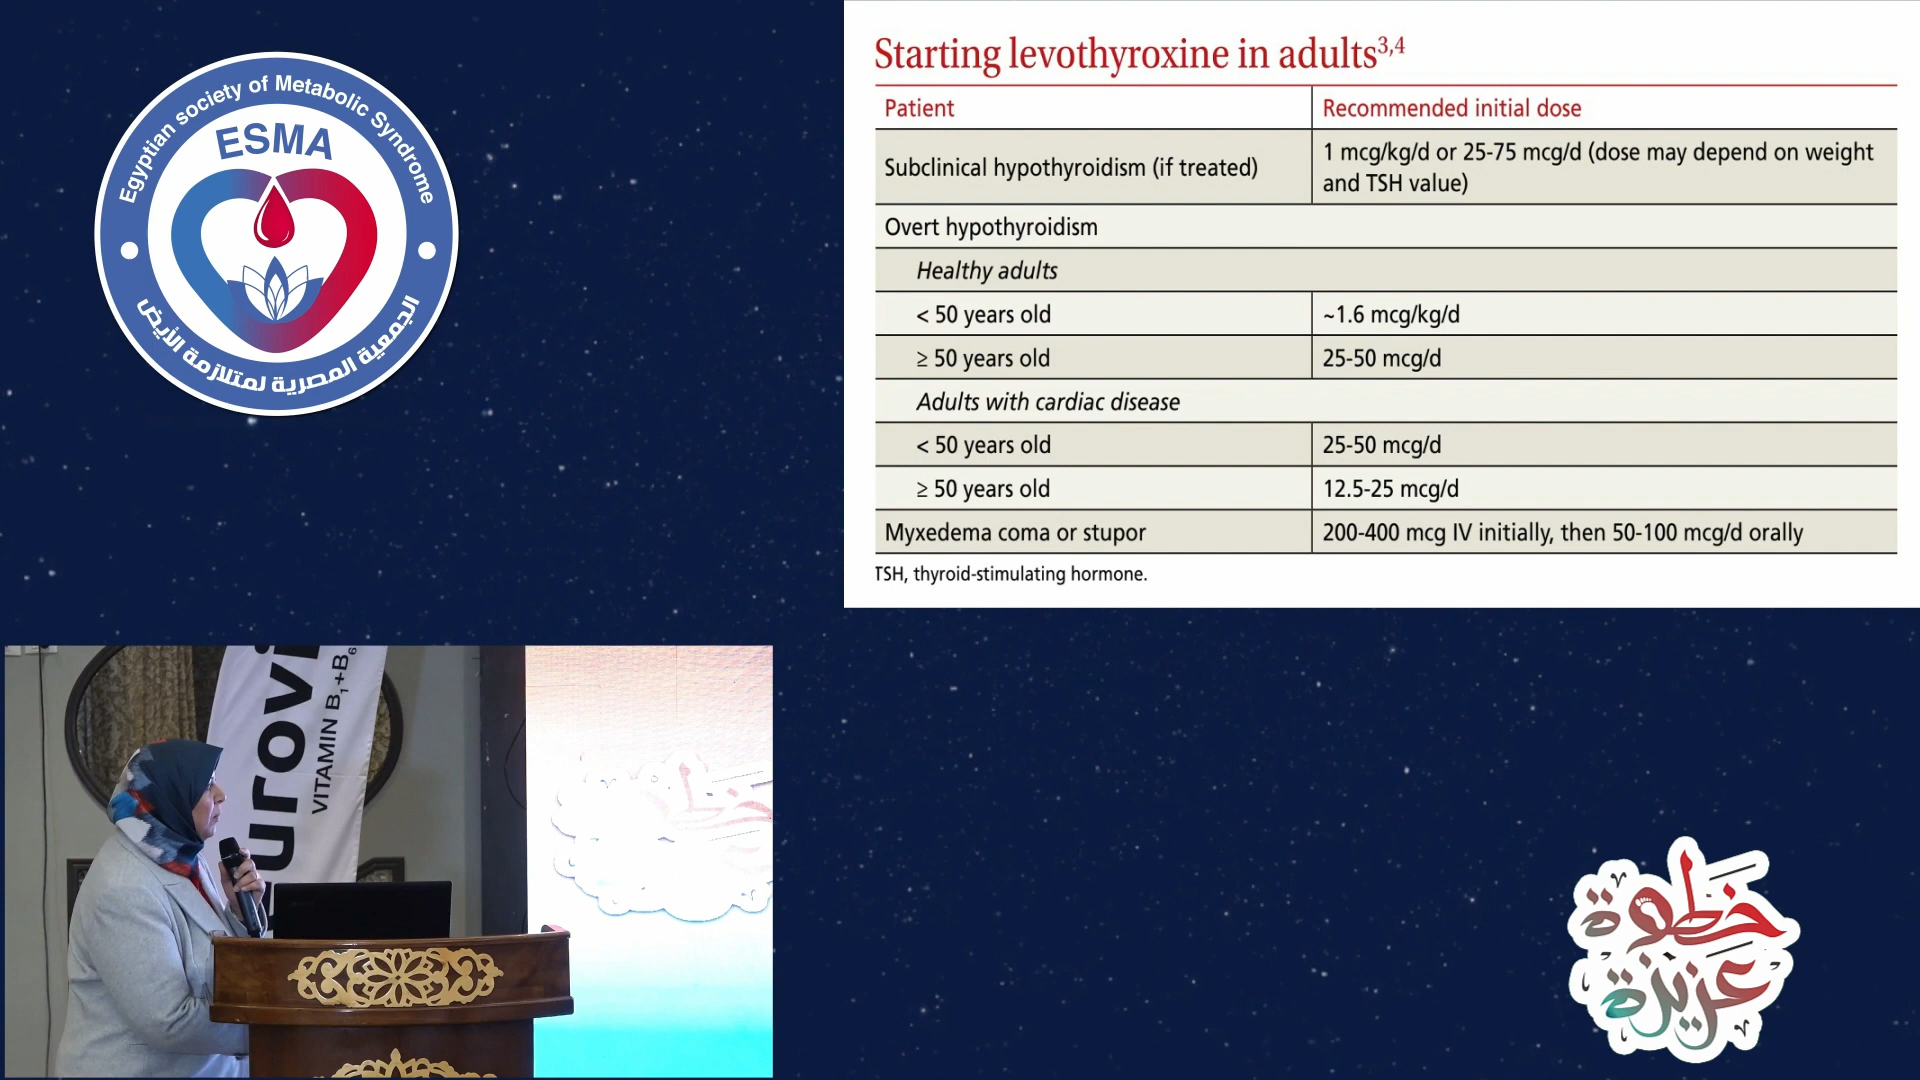 Egyptian society of Metabolic Syndrome
ESMA
الجمعية المصرية لمتلازمة الأيض
Starting levothyroxine in adults3,4
Patient
Recommended initial dose
Subclinical hypothyroidism (if treated)
1 mcg/kg/d or 25-75 mcg/d (dose may depend on weight
and TSH value)
Overt hypothyroidism
Healthy adults
< 50 years old
~1.6 mcg/kg/d
≥ 50 years old
25-50 mcg/d
Adults with cardiac disease
< 50 years old
25-50 mcg/d
≥ 50 years old
12.5-25 mcg/d
Myxedema coma or stupor
200-400 mcg IV initially, then 50-100 mcg/d orally
TSH, thyroid-stimulating hormone.
VITAMIN B1+B6
خطوة
عزيزة